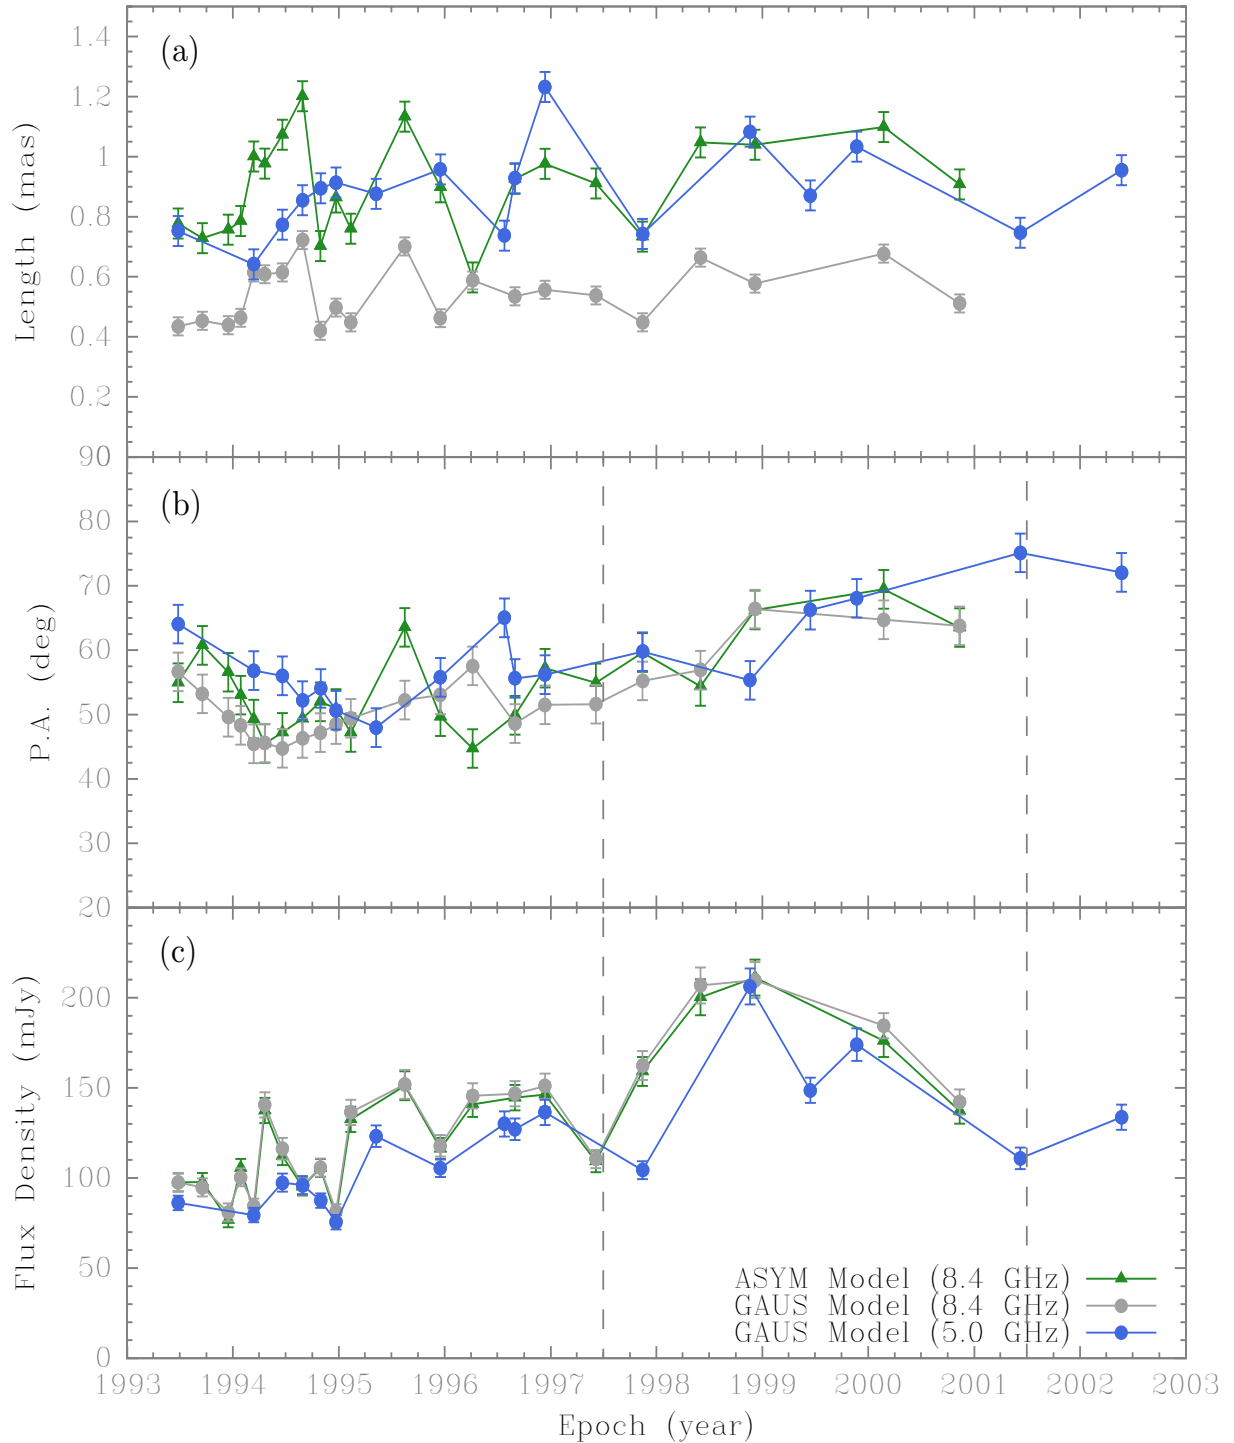 (a)
Length (mas)
1.4
1.2
1
0.8
0.6
0.4
0.2
90
(b)
P.A. (deg)
80
70
60
50
40
30
20
(c)
Flux Density (mJy)
200
150
100
50
0
ASYM Model (8.4 GHz)
GAUS Model (8.4 GHz)
GAUS Model (5.0 GHz)
1993 1994 1995 1996 1997 1998 1999 2000 2001 2002 2003
Epoch (year)